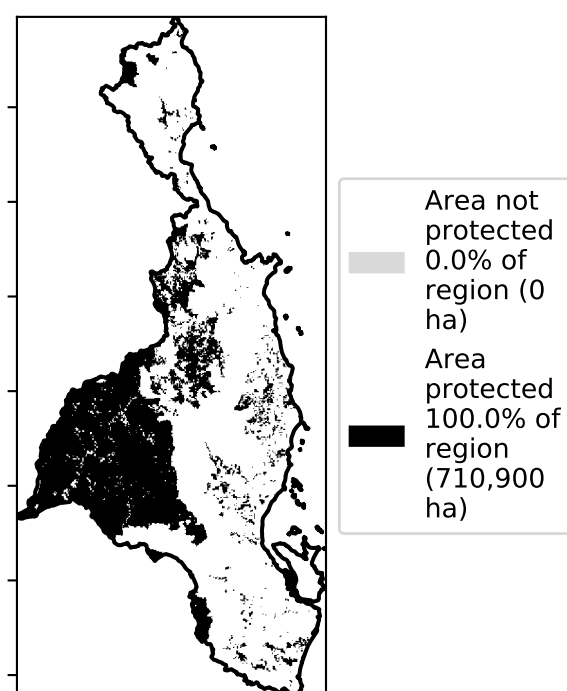 Area not
protected
0.0% of
region (0
ha)
Area
protected
100.0% of
region
(710,900
ha)